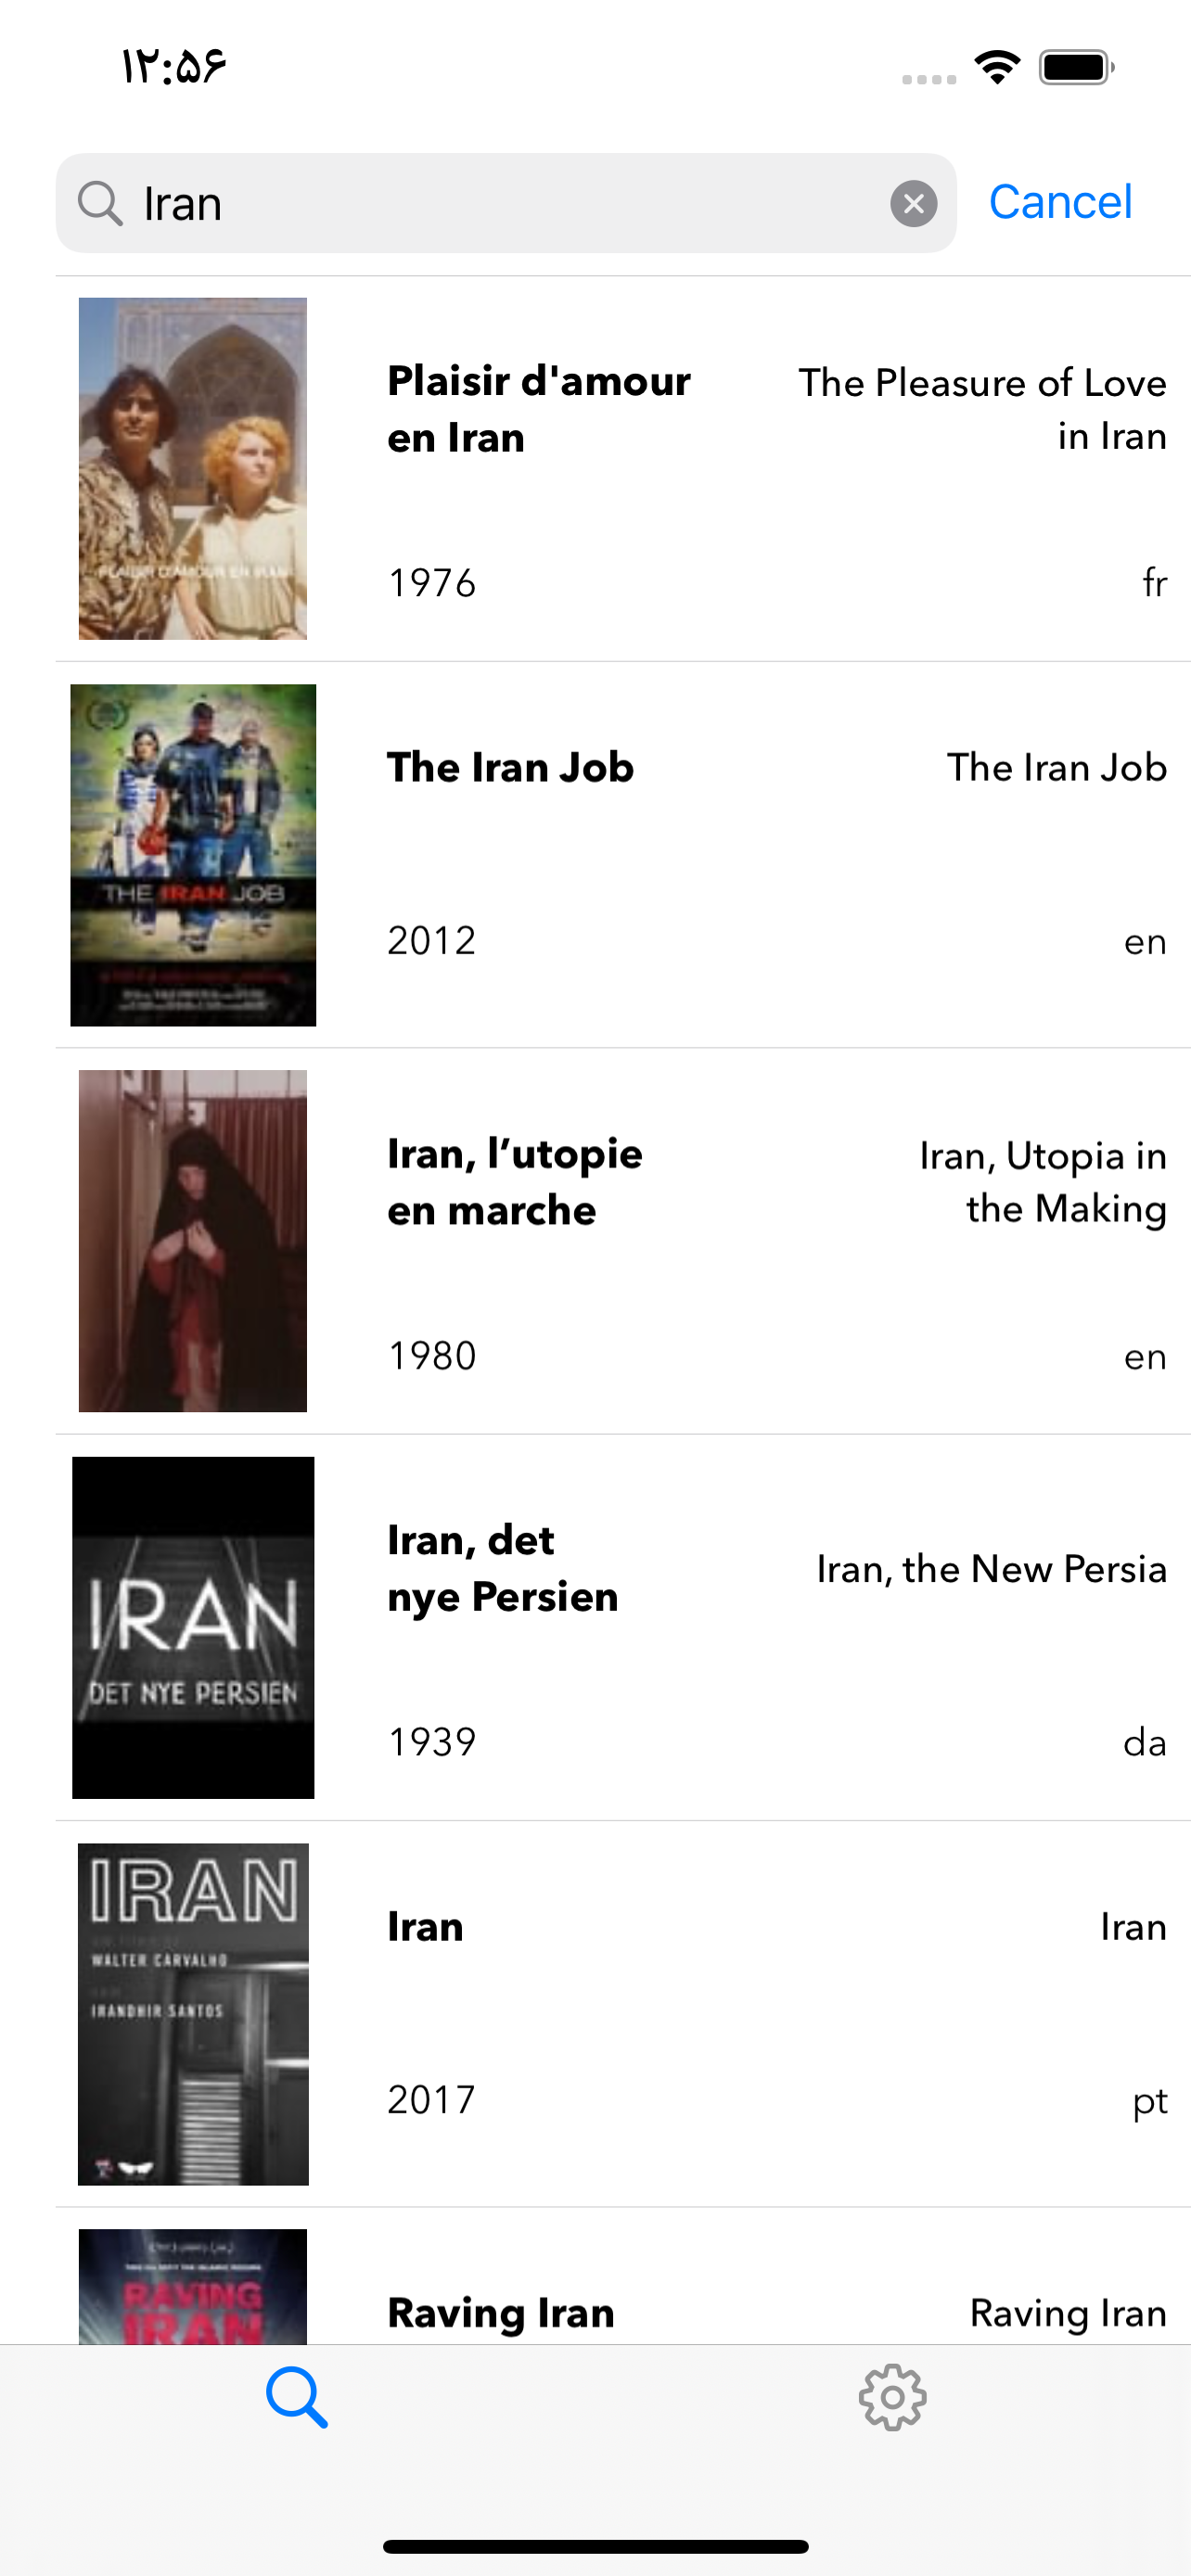 ۱۲:۵۶
Iran
Cancel
Plaisir d'amour
en Iran
The Pleasure of Love
in Iran
1976
fr
PLAISIR D'AMOUR EN IRAN
The Iran Job
The Iran Job
2012
en
THE IRAN JOB
Iran, l’utopie
en marche
Iran, Utopia in
the Making
1980
en
Iran, det
nye Persien
Iran, the New Persia
1939
da
IRAN
DET NYE PERSIEN
Iran
Iran
2017
pt
IRAN
WALTER CARVALHO
IRANDHIR SANTOS
Raving Iran
Raving Iran
RAVING
IRAN